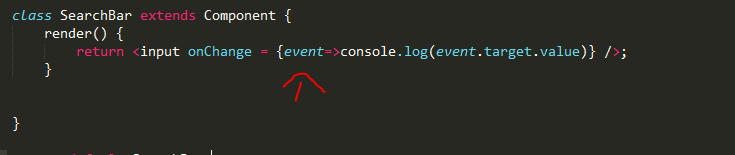 class SearchBar extends Component {
render() {
return <input onChange = {event=>console.log(event.target.value)} />;
}
}